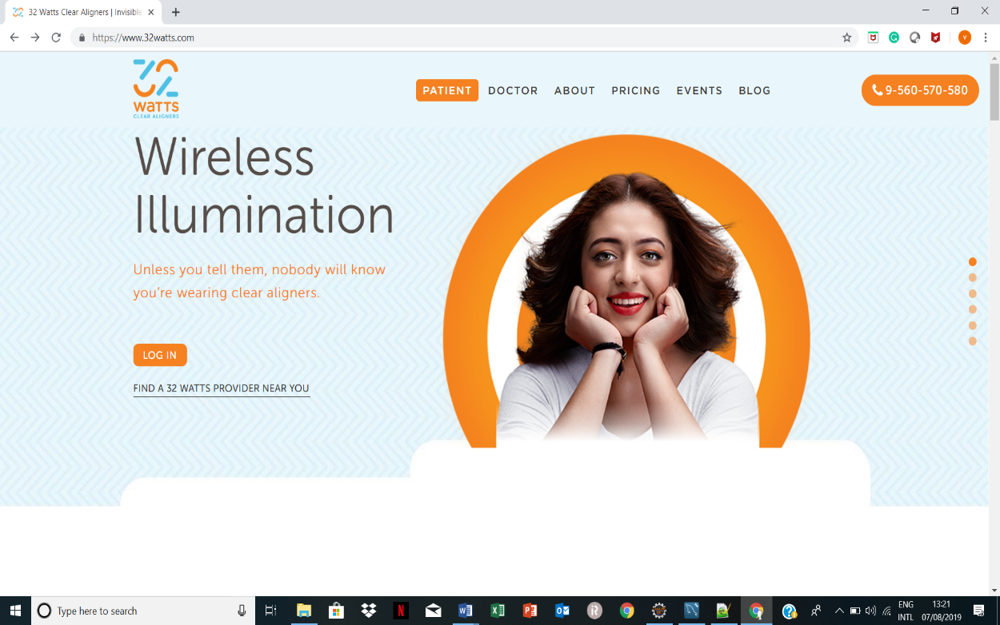 32 Watts Clear Aligners | Invisible
https://www.32watts.com
V
32
watts
CLEAR ALIGNERS
PATIENT DOCTOR ABOUT PRICING EVENTS BLOG
9-560-570-580
Wireless
Illumination
Unless you tell them, nobody will know
you're wearing clear aligners.
LOG IN
FIND A 32 WATTS PROVIDER NEAR YOU
Type here to search
ENG
INTL
13:21
07/08/2019